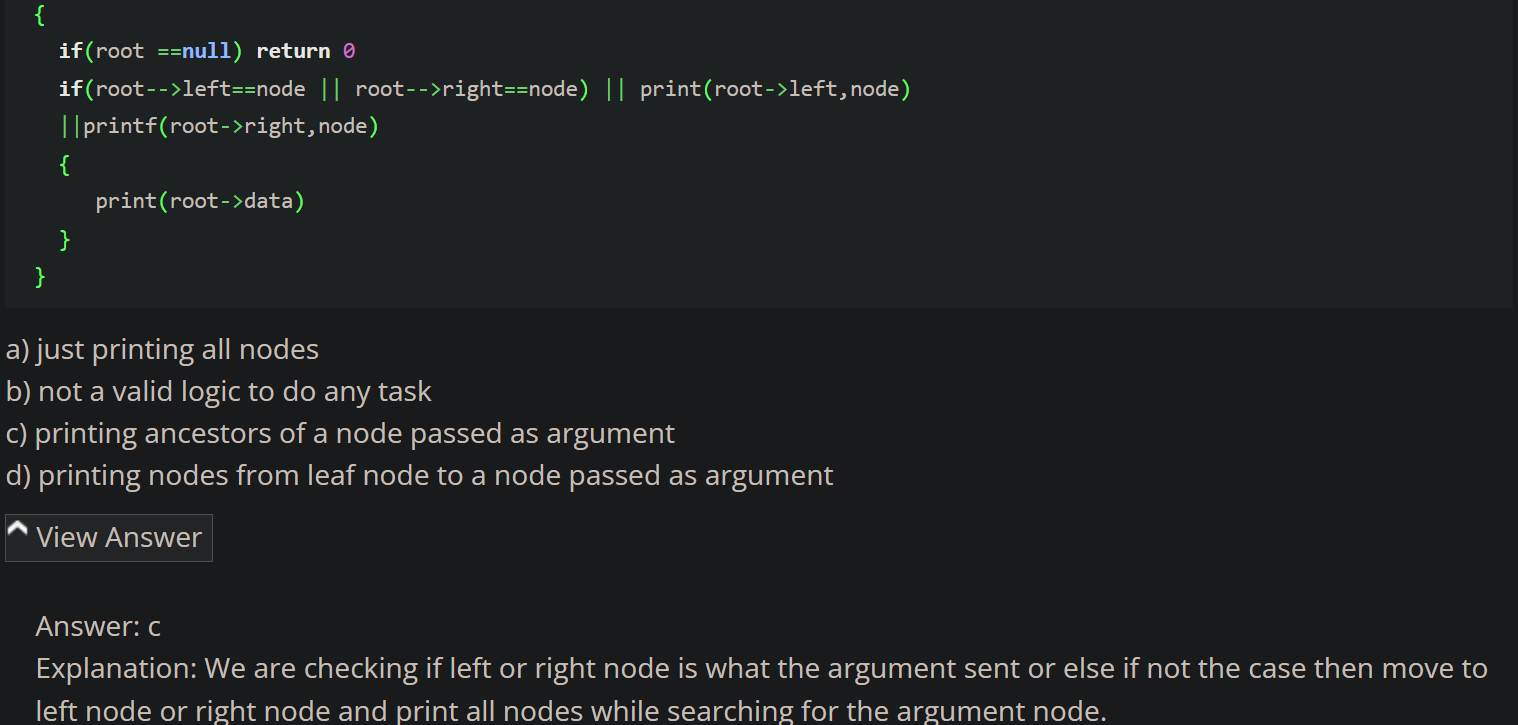 {
if(root ==null) return 0
if(root-->left==node || root-->right==node) || print(root->left,node)
||printf(root->right,node)
{
print(root->data)
}
}
a) just printing all nodes
b) not a valid logic to do any task
c) printing ancestors of a node passed as argument
d) printing nodes from leaf node to a node passed as argument
View Answer
Answer: c
Explanation: We are checking if left or right node is what the argument sent or else if not the case then move to
left node or right node and print all nodes while searching for the argument node.